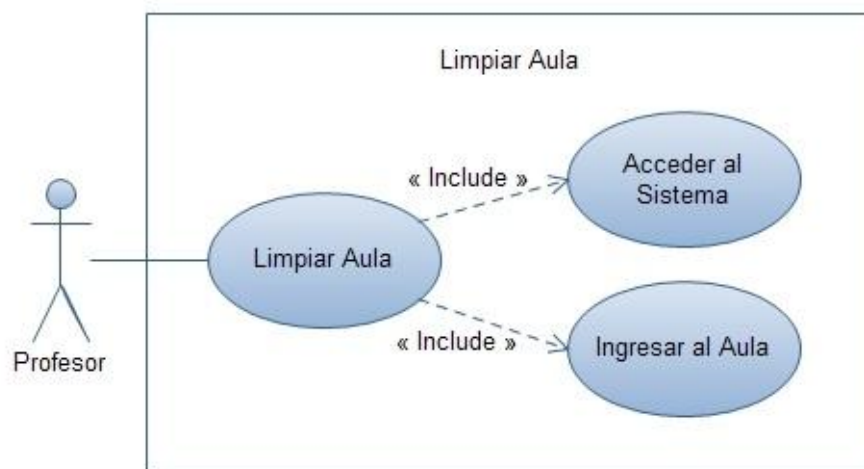 Limpiar Aula
Acceder al
Sistema
« Include »
Limpiar Aula
« Include »
Ingresar al Aula
Profesor